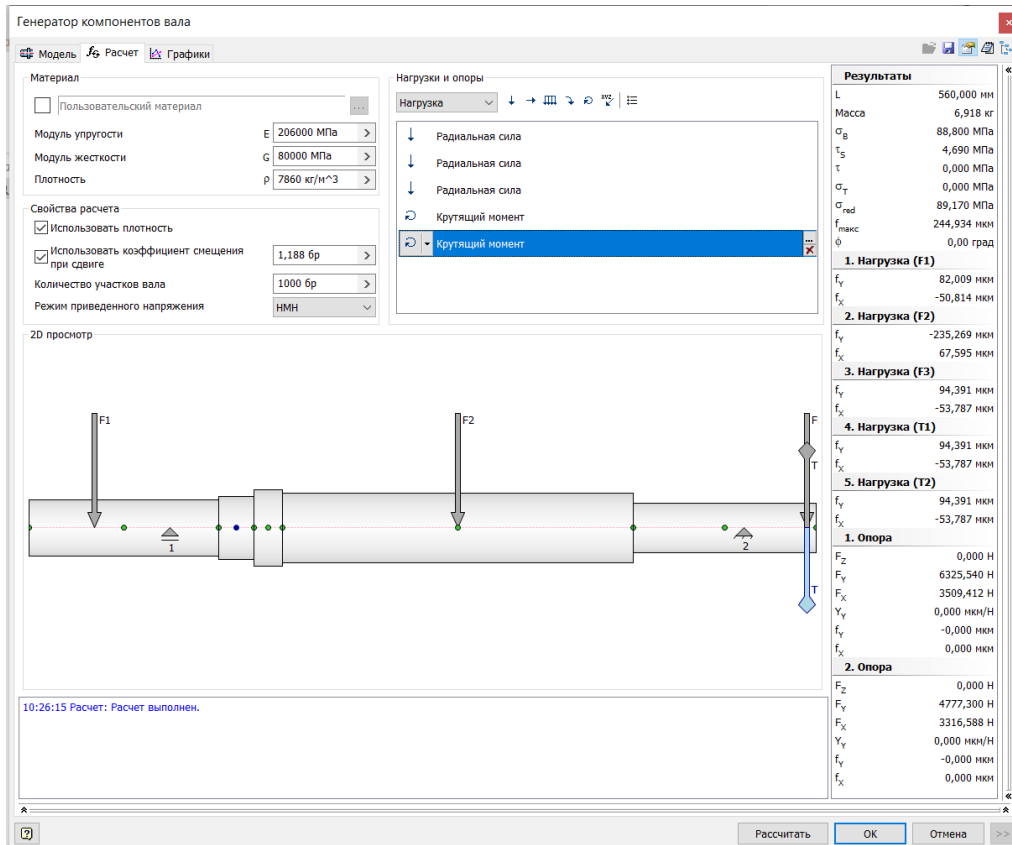 Генератор компонентов вала
Модель
Расчет
Графики
Материал
Пользовательский материал
...
Модуль упругости E 206000 МПа
Модуль жесткости G 80000 МПа
Плотность ρ 7860 кг/м^3
Свойства расчета
Использовать плотность
Использовать коэффициент смещения
при сдвиге
1,188 бр
Количество участков вала 1000 бр
Режим приведенного напряжения HMH
Нагрузки и опоры
Нагрузка
Радиальная сила
Радиальная сила
Радиальная сила
Крутящий момент
Крутящий момент
2D просмотр
F1
F2
F
T
T
1
2
10:26:15 Расчет: Расчет выполнен.
Результаты
L 560,000 мм
Масса 6,918 кг
σB 88,800 МПа
τS 4,690 МПа
τ 0,000 МПа
σT 0,000 МПа
σred 89,170 МПа
fмакс 244,934 мкм
ϕ 0,00 град
1. Нагрузка (F1)
fY 82,009 мкм
fX -50,814 мкм
2. Нагрузка (F2)
fY -235,269 мкм
fX 67,595 мкм
3. Нагрузка (F3)
fY 94,391 мкм
fX -53,787 мкм
4. Нагрузка (T1)
fY 94,391 мкм
fX -53,787 мкм
5. Нагрузка (T2)
fY 94,391 мкм
fX -53,787 мкм
1. Опора
FZ 0,000 Н
FY 6325,540 Н
FX 3509,412 Н
YY 0,000 мкм/Н
fY -0,000 мкм
fX 0,000 мкм
2. Опора
FZ 0,000 Н
FY 4777,300 Н
FX 3316,588 Н
YY 0,000 мкм/Н
fY -0,000 мкм
fX 0,000 мкм
Рассчитать
OK
Отмена
>>